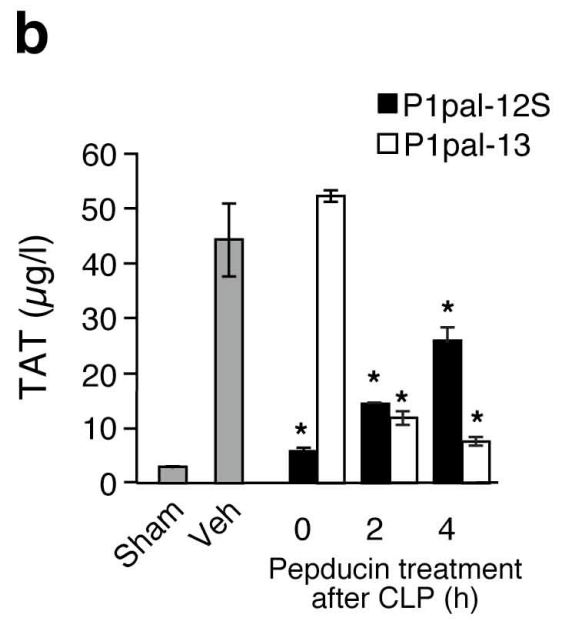 b
P1pal-12S
P1pal-13
TAT (µg/l)
60
50
40
30
20
10
0
*
*
*
*
*
Sham
Veh
0 2 4
Pepducin treatment
after CLP (h)